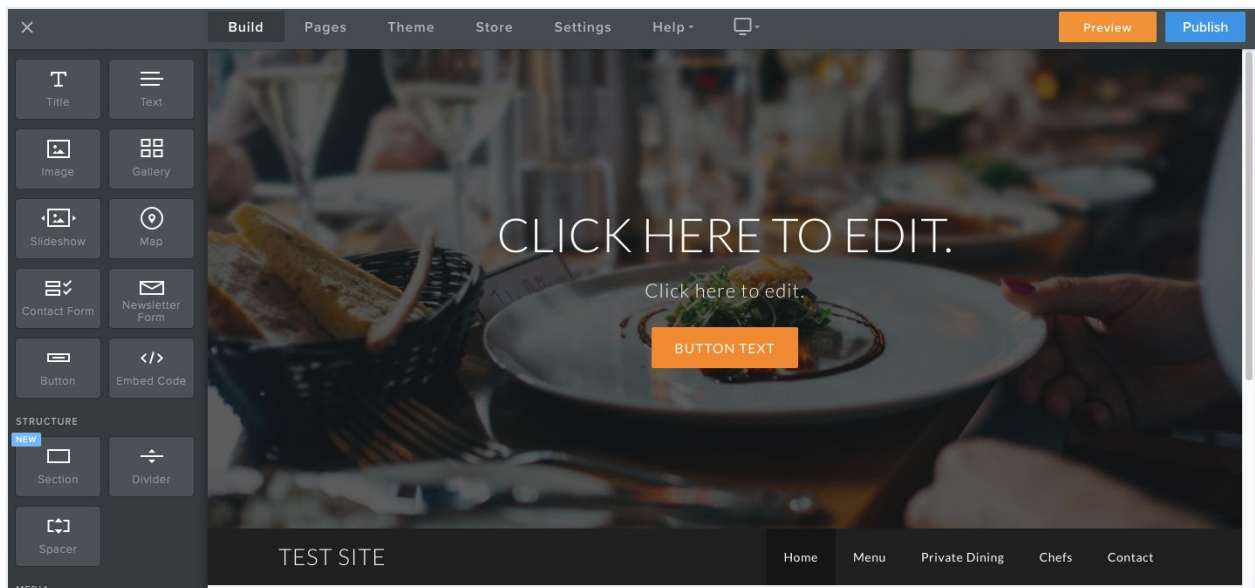 Build Pages Theme Store Settings Help Preview Publish
Title Text
Image Gallery
Slideshow Map
Contact Form Newsletter
Form
Button Embed Code
STRUCTURE
NEW
Section Divider
Spacer
MEDIA
CLICK HERE TO EDIT.
Click here to edit.
BUTTON TEXT
TEST SITE Home Menu Private Dining Chefs Contact